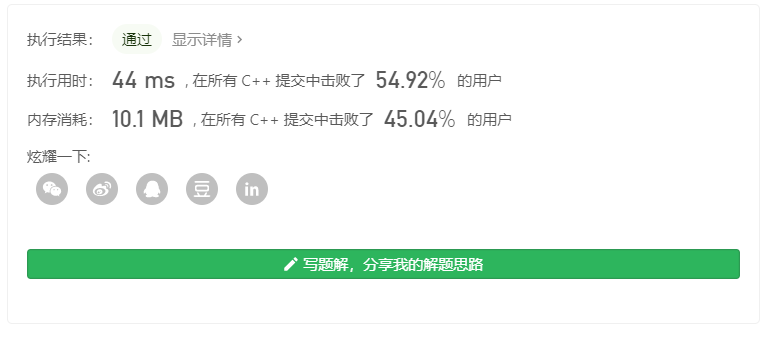 执行结果： 通过 显示详情 >
执行用时： 44 ms , 在所有 C++ 提交中击败了 54.92% 的用户
内存消耗： 10.1 MB , 在所有 C++ 提交中击败了 45.04% 的用户
炫耀一下:
豆 in
写题解，分享我的解题思路